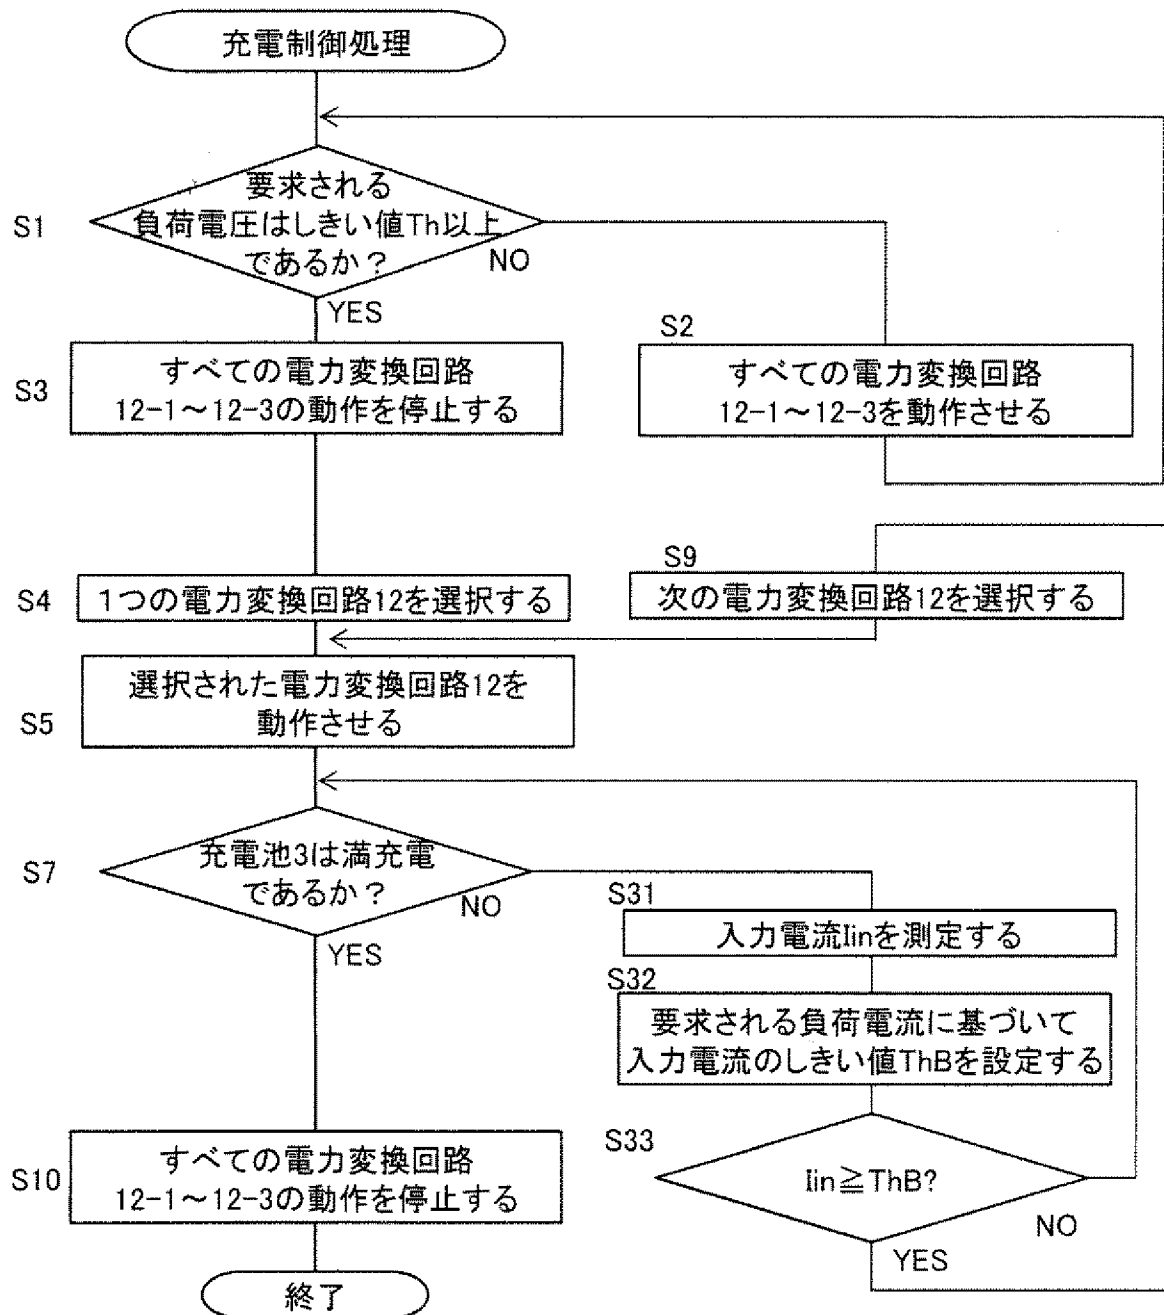 充電制御処理
S1
要求される
負荷電圧はしきい値Th以上
であるか？
NO
YES
S2
すべての電力変換回路
12-1～12-3を動作させる
S3
すべての電力変換回路
12-1～12-3の動作を停止する
S4
1つの電力変換回路12を選択する
S9
次の電力変換回路12を選択する
S5
選択された電力変換回路12を
動作させる
S7
充電池3は満充電
であるか？
NO
YES
S31
入力電流Iinを測定する
S32
要求される負荷電流に基づいて
入力電流のしきい値ThBを設定する
S33
Iin≧ThB?
NO
YES
S10
すべての電力変換回路
12-1～12-3の動作を停止する
終了